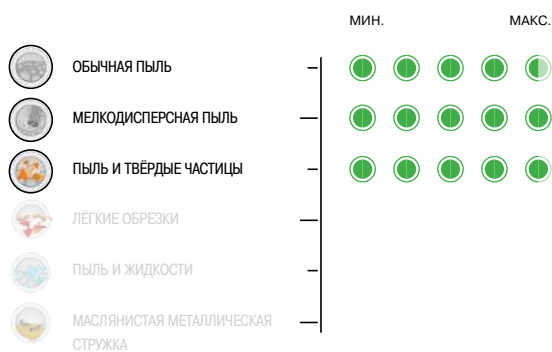 МИН. МАКС.
ОБЫЧНАЯ ПЫЛЬ
МЕЛКОДИСПЕРСНАЯ ПЫЛЬ
ПЫЛЬ И ТВЁРДЫЕ ЧАСТИЦЫ
ЛЁГКИЕ ОБРЕЗКИ
ПЫЛЬ И ЖИДКОСТИ
МАСЛЯНИСТАЯ МЕТАЛЛИЧЕСКАЯ
СТРУЖКА